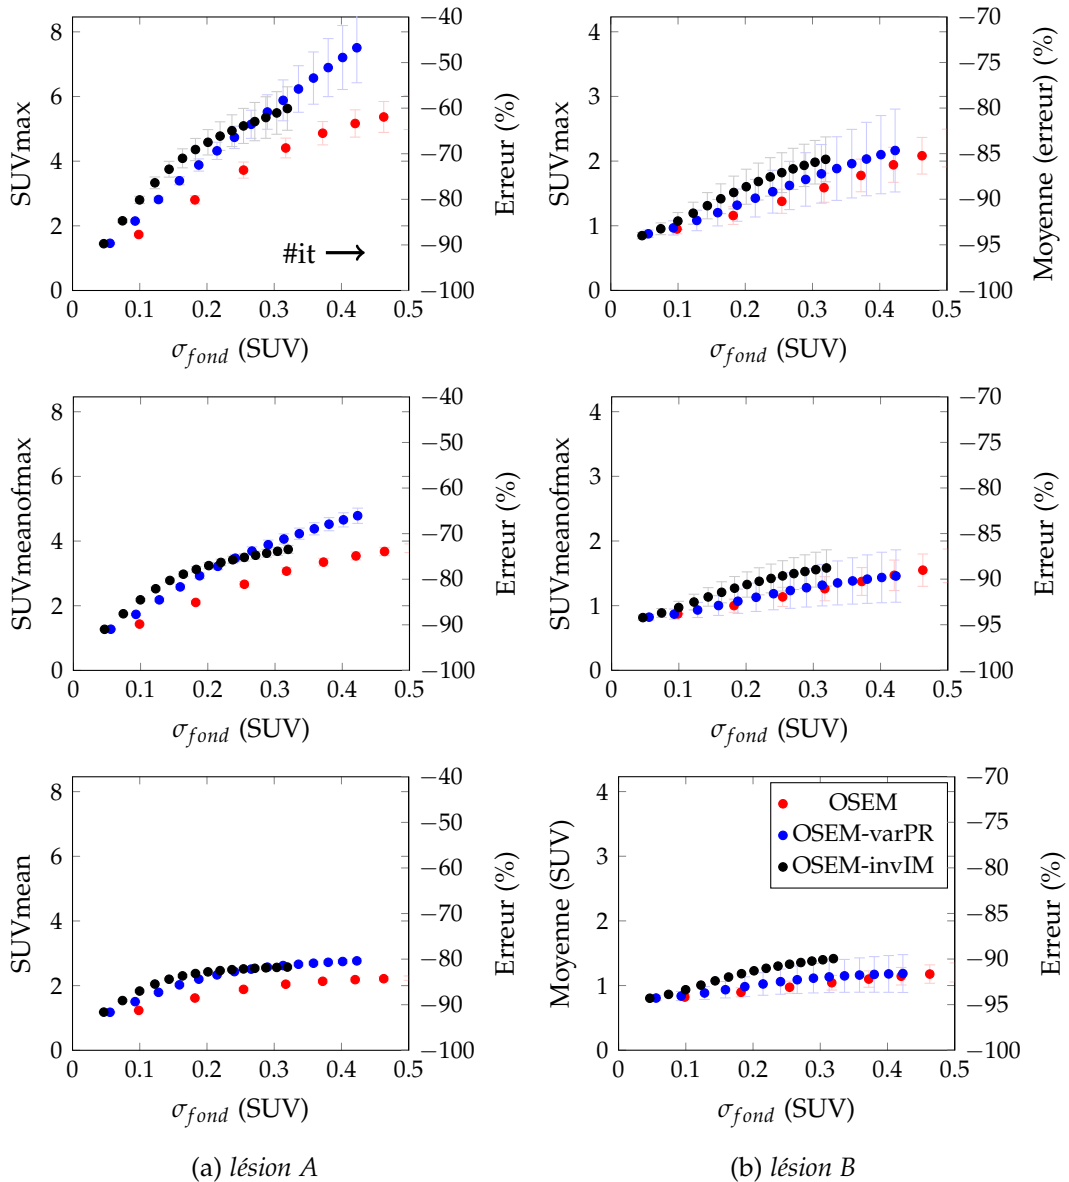 8
6
4
2
0
SUVmax
−40
−50
−60
−70
−80
−90
−100
Erreur (%)
#it →
0 0.1 0.2 0.3 0.4 0.5
σfond (SUV)
4
3
2
1
0
SUVmax
−70
−75
−80
−85
−90
−95
−100
Moyenne (erreur) (%)
0 0.1 0.2 0.3 0.4 0.5
σfond (SUV)
8
6
4
2
0
SUVmeanofmax
−40
−50
−60
−70
−80
−90
−100
Erreur (%)
0 0.1 0.2 0.3 0.4 0.5
σfond (SUV)
4
3
2
1
0
SUVmeanofmax
−70
−75
−80
−85
−90
−95
−100
Erreur (%)
0 0.1 0.2 0.3 0.4 0.5
σfond (SUV)
8
6
4
2
0
SUVmean
−40
−50
−60
−70
−80
−90
−100
Erreur (%)
0 0.1 0.2 0.3 0.4 0.5
σfond (SUV)
4
3
2
1
0
Moyenne (SUV)
OSEM
OSEM-varPR
OSEM-invIM
−70
−75
−80
−85
−90
−95
−100
Erreur (%)
0 0.1 0.2 0.3 0.4 0.5
σfond (SUV)
(a) lésion A
(b) lésion B